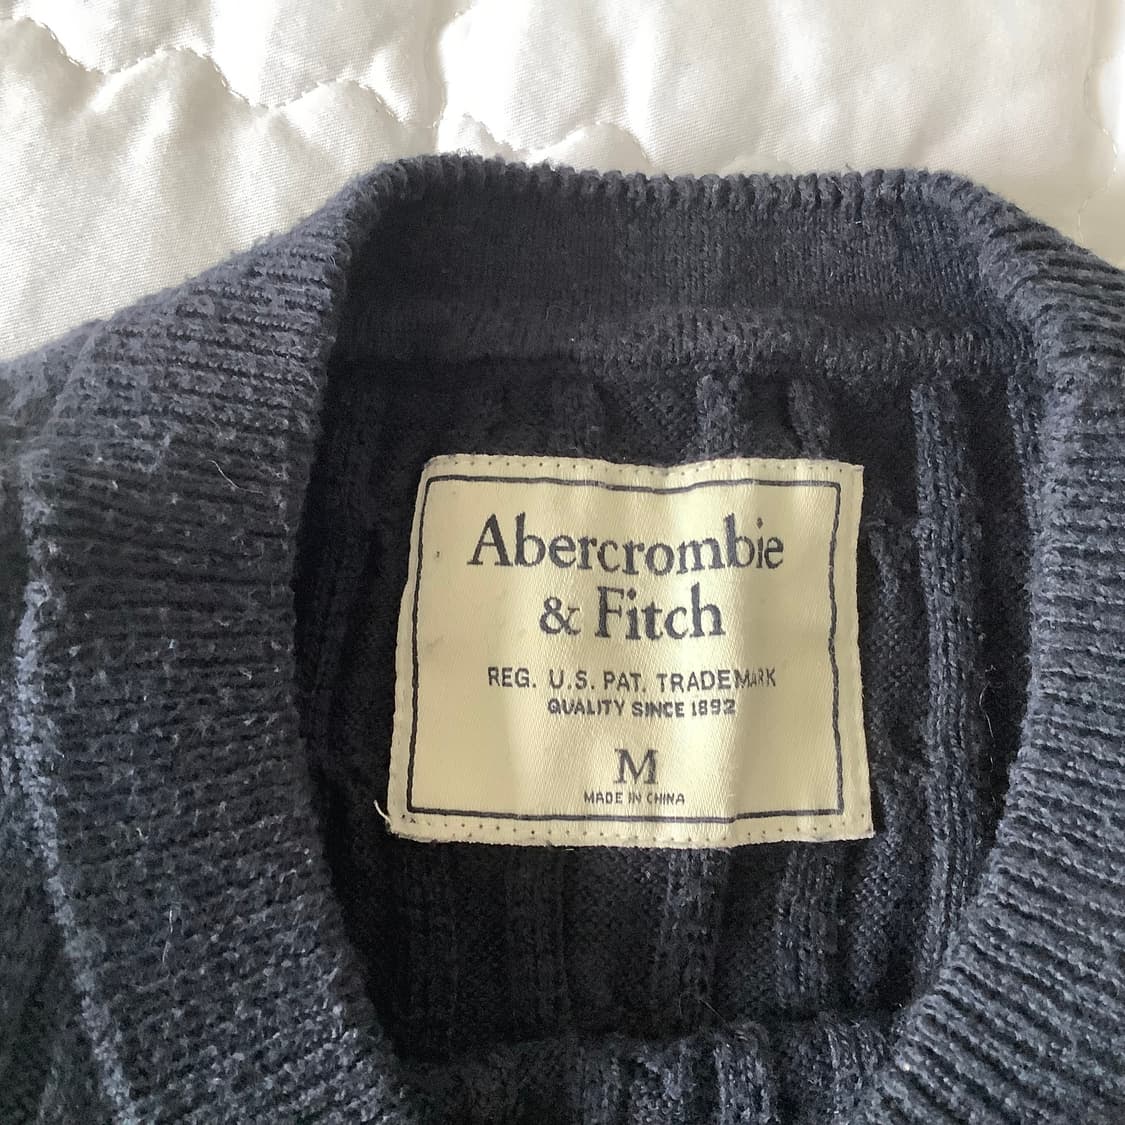 Abercrombie
& Fitch
REG. U.S. PAT. TRADEMARK
QUALITY SINCE 1892
M
MADE IN CHINA